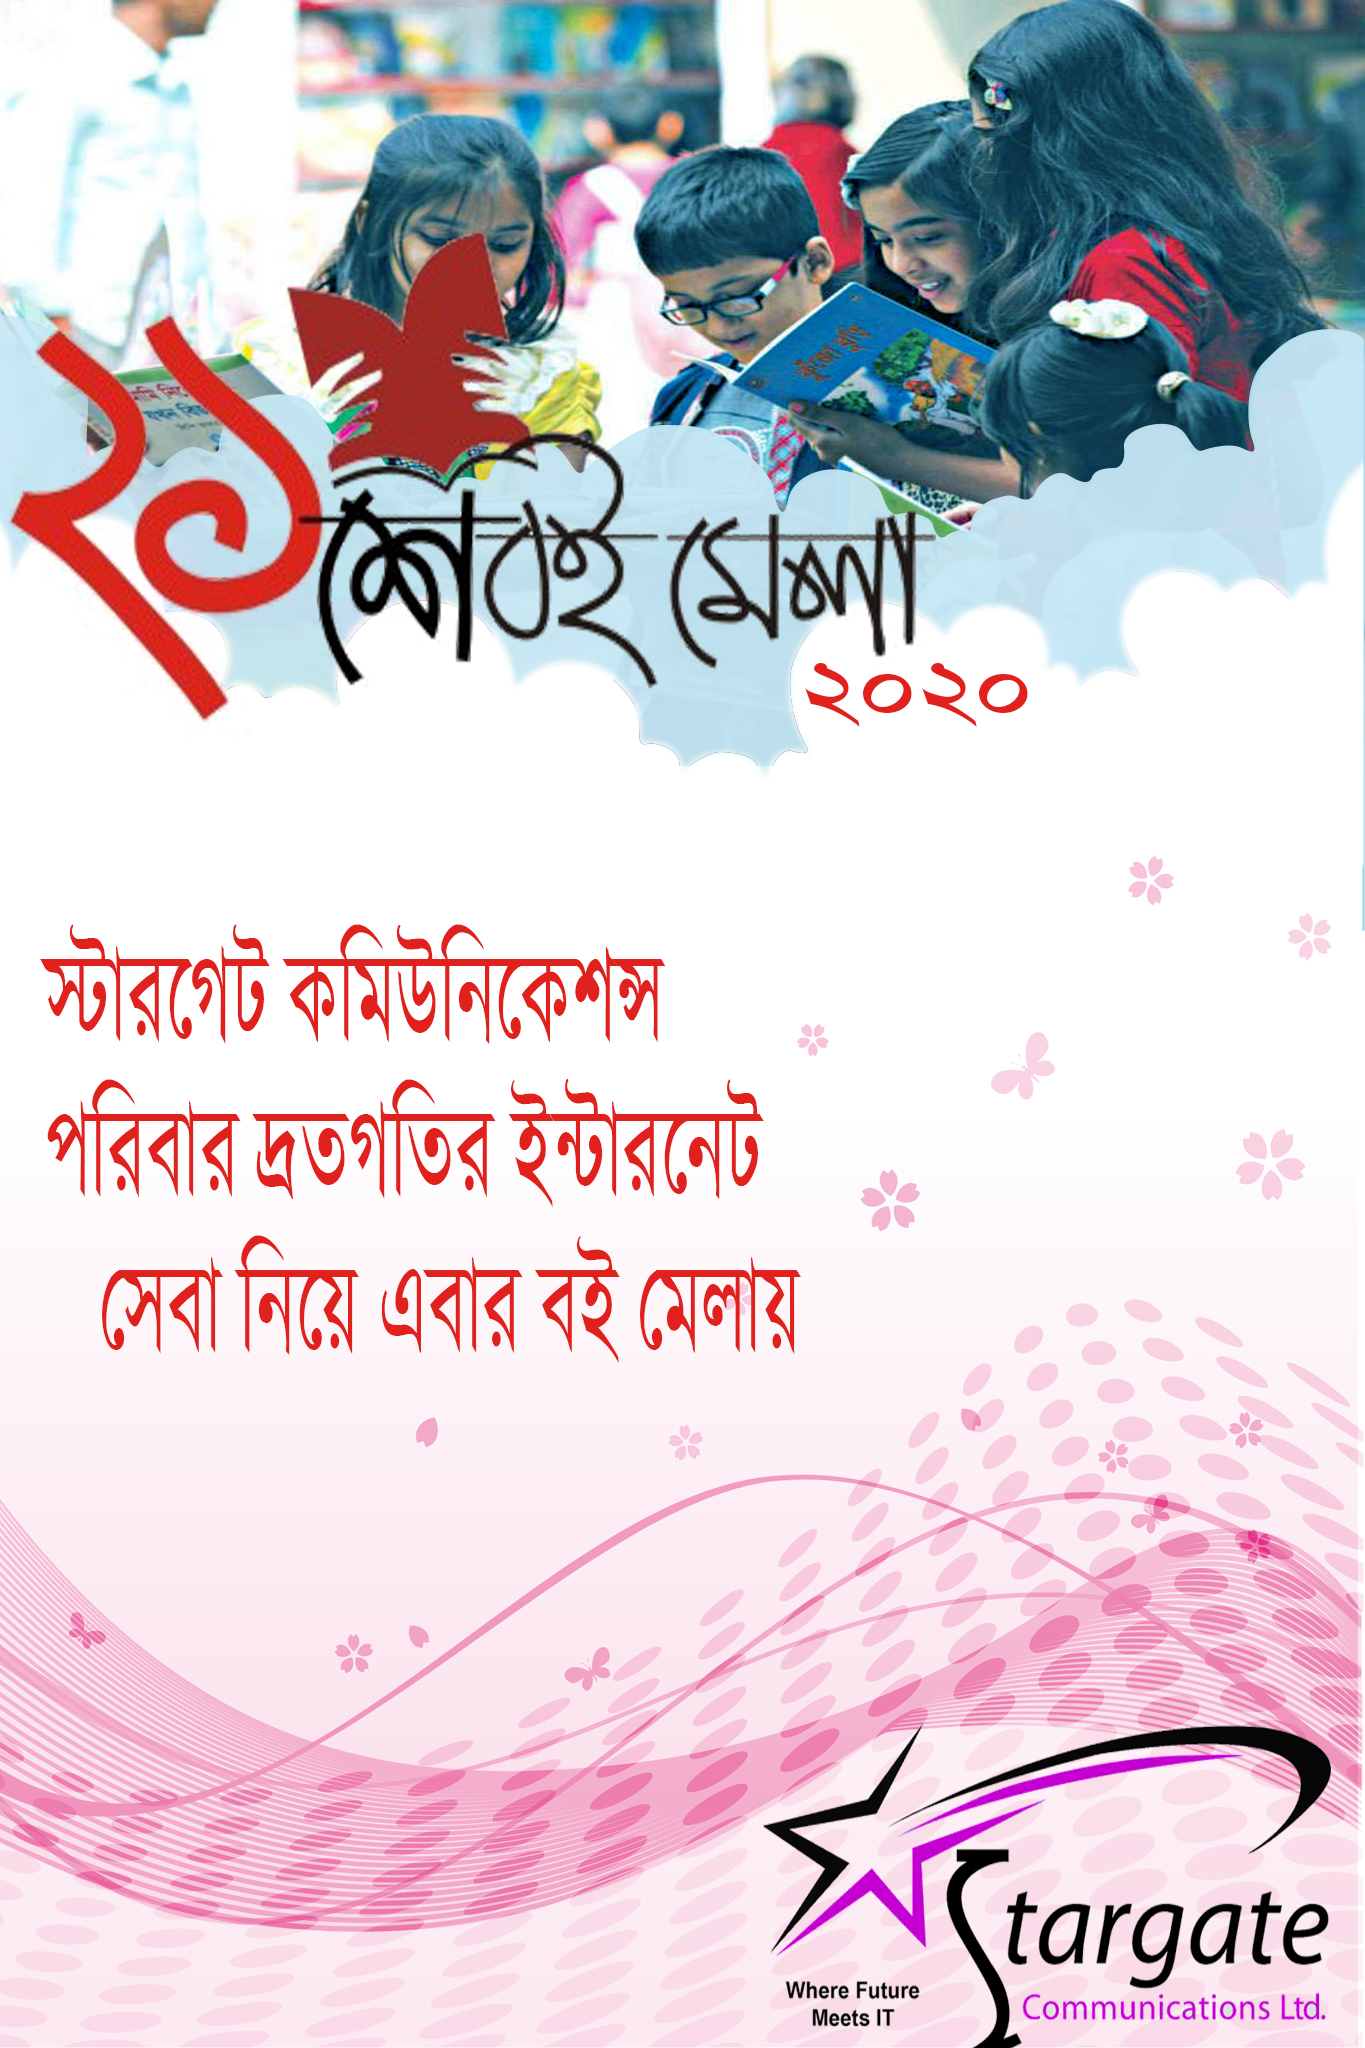 ২১শে বই মেলা
২০২০
স্টারগেট কমিউনিকেশন্স
পরিবার দ্রতগতির ইন্টারনেট
সেবা নিয়ে এবার বই মেলায়
Stargate
Where Future
Meets IT
Communications Ltd.